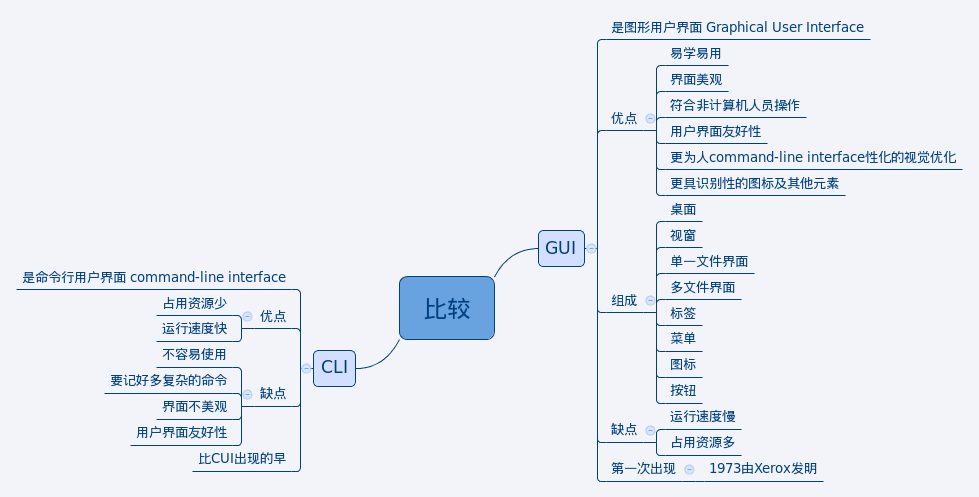 比较
GUI
是图形用户界面 Graphical User Interface
优点
易学易用
界面美观
符合非计算机人员操作
用户界面友好性
更为人command-line interface性化的视觉优化
更具识别性的图标及其他元素
组成
桌面
视窗
单一文件界面
多文件界面
标签
菜单
图标
按钮
缺点
运行速度慢
占用资源多
第一次出现
1973由Xerox发明
CLI
是命令行用户界面 command-line interface
优点
占用资源少
运行速度快
缺点
不容易使用
要记好多复杂的命令
界面不美观
用户界面友好性
比CUI出现的早